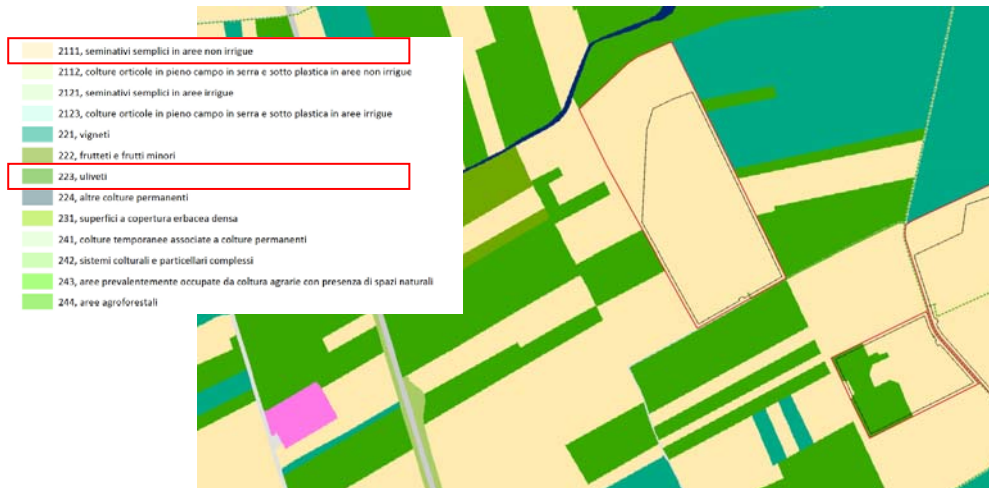 2111, seminativi semplici in aree non irrigue
2112, colture orticole in pieno campo in serra e sotto plastica in aree non irrigue
2121, seminativi semplici in aree irrigue
2123, colture orticole in pieno campo in serra e sotto plastica in aree irrigue
221, vigneti
222, frutteti e frutti minori
223, uliveti
224, altre colture permanenti
231, superfici a copertura erbacea densa
241, colture temporanee associate a colture permanenti
242, sistemi colturali e particellari complessi
243, aree prevalentemente occupate da coltura agrarie con presenza di spazi naturali
244, aree agroforestali